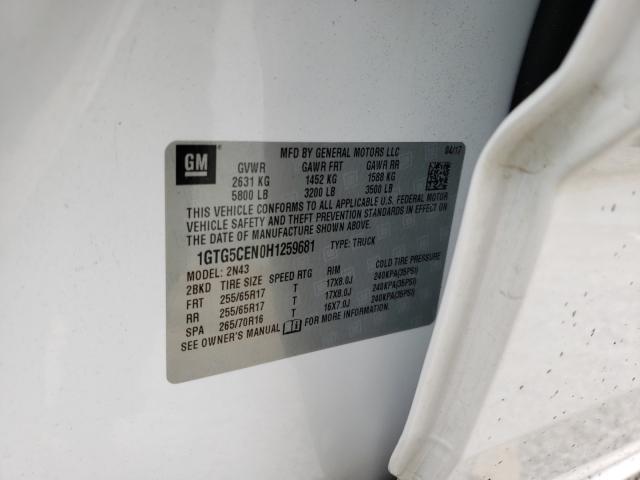 GM
MFD BY GENERAL MOTORS LLC 04/17
GVWR GAWR FRT GAWR RR
2631 KG 1452 KG 1588 KG
5800 LB 3200 LB 3500 LB
THIS VEHICLE CONFORMS TO ALL APPLICABLE U.S. FEDERAL MOTOR
VEHICLE SAFETY AND THEFT PREVENTION STANDARDS IN EFFECT ON
THE DATE OF MANUFACTURE SHOWN ABOVE.
1GTG5CEN0H1259681 TYPE: TRUCK
MODEL: 2N43
2BKD TIRE SIZE SPEED RTG RIM COLD TIRE PRESSURE
FRT 255/65R17 T 17X8.0J 240KPA(35PSI)
RR 255/65R17 T 17X8.0J 240KPA(35PSI)
SPA 265/70R16 T 16X7.0J 240KPA(35PSI)
SEE OWNER'S MANUAL FOR MORE INFORMATION.